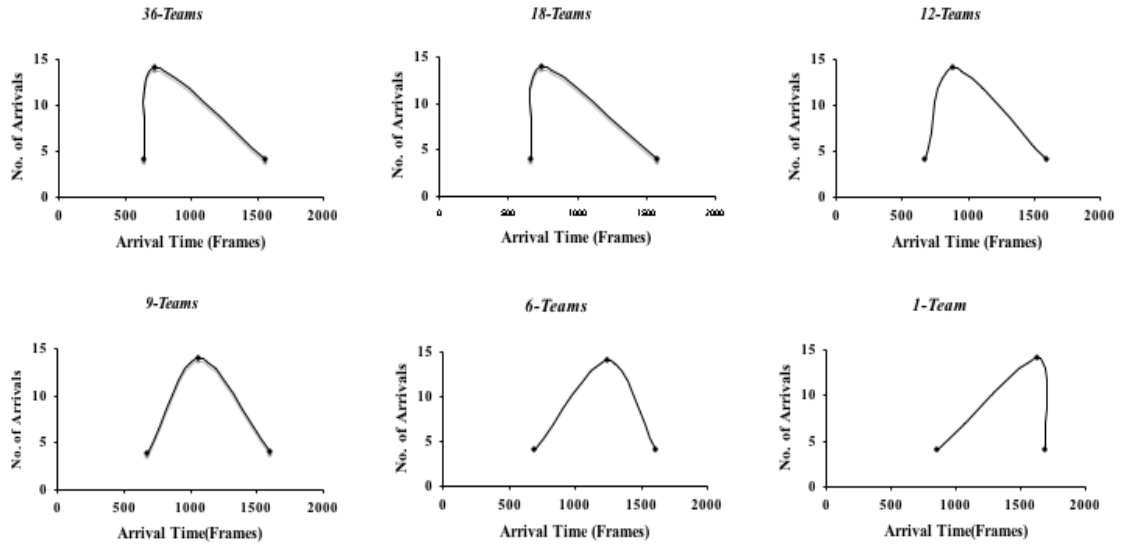 36-Teams
18-Teams
12-Teams
No. of Arrivals
15
10
5
0
0 500 1000 1500 2000
Arrival Time (Frames)
No. of Arrivals
15
10
5
0
0 500 1000 1500 2000
Arrival Time (Frames)
No. of Arrivals
15
10
5
0
0 500 1000 1500 2000
Arrival Time (Frames)
9-Teams
6-Teams
1-Team
No. of Arrivals
15
10
5
0
0 500 1000 1500 2000
Arrival Time(Frames)
No. of Arrivals
15
10
5
0
0 500 1000 1500 2000
Arrival Time (Frames)
No. of Arrivals
15
10
5
0
0 500 1000 1500 2000
Arrival Time(Frames)